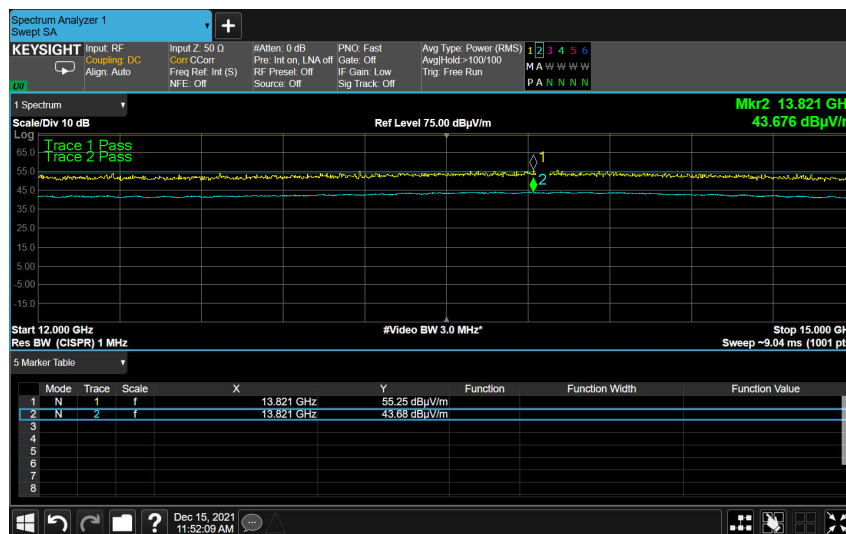 Spectrum Analyzer 1
Swept SA
KEYSIGHT
Input: RF
Coupling: DC
Align: Auto
Input Z: 50 Ω
Corr CCorr
Freq Ref: Int (S)
NFE: Off
#Atten: 0 dB
Pre: Int on, LNA off
RF Presel: Off
Source: Off
PNO: Fast
Gate: Off
IF Gain: Low
Sig Track: Off
Avg Type: Power (RMS)
Avg|Hold:>100/100
Trig: Free Run
1 2 3 4 5 6
M A W W W W
P A N N N N
LXI
1 Spectrum
Scale/Div 10 dB
Ref Level 75.00 dBµV/m
Mkr2 13.821 GH
43.676 dBµV/
Log
Trace 1 Pass
Trace 2 Pass
65.0
55.0
45.0
35.0
25.0
15.0
5.00
-5.00
-15.0
1
2
Start 12.000 GHz
Res BW (CISPR) 1 MHz
#Video BW 3.0 MHz*
Stop 15.000 GH
Sweep ~9.04 ms (1001 pt
5 Marker Table
Mode Trace Scale X Y Function Function Width Function Value
1 N 1 f 13.821 GHz 55.25 dBµV/m
2 N 2 f 13.821 GHz 43.68 dBµV/m
3
4
5
6
7
8
?
Dec 15, 2021
11:52:09 AM